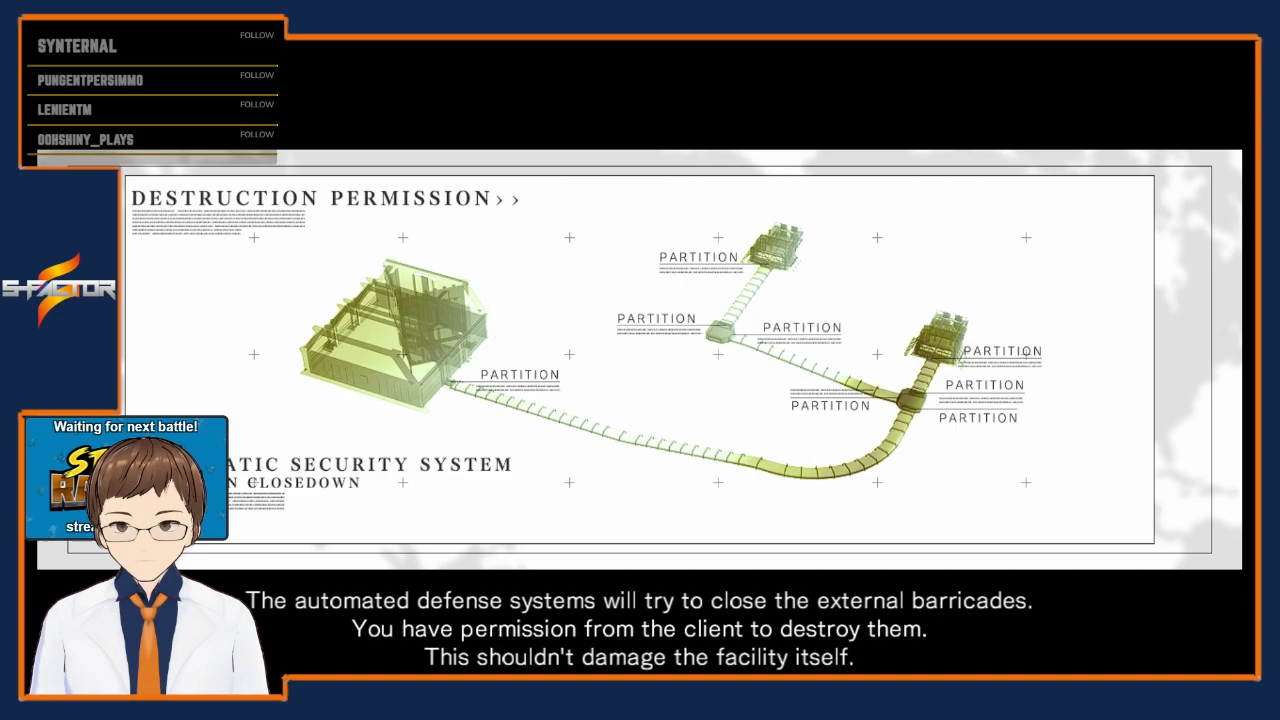 SYNTERNAL
FOLLOW
PUNGENTPERSIMMO
FOLLOW
LENIENTM
FOLLOW
OOHSHINY_PLAYS
FOLLOW
DESTRUCTION PERMISSION››
PARTITION
PARTITION
PARTITION
PARTITION
PARTITION
PARTITION
PARTITION
PARTITION
S-FACTOR
ATIC SECURITY SYSTEM
N CLOSEDOWN
Waiting for next battle!
The automated defense systems will try to close the external barricades.
You have permission from the client to destroy them.
This shouldn't damage the facility itself.